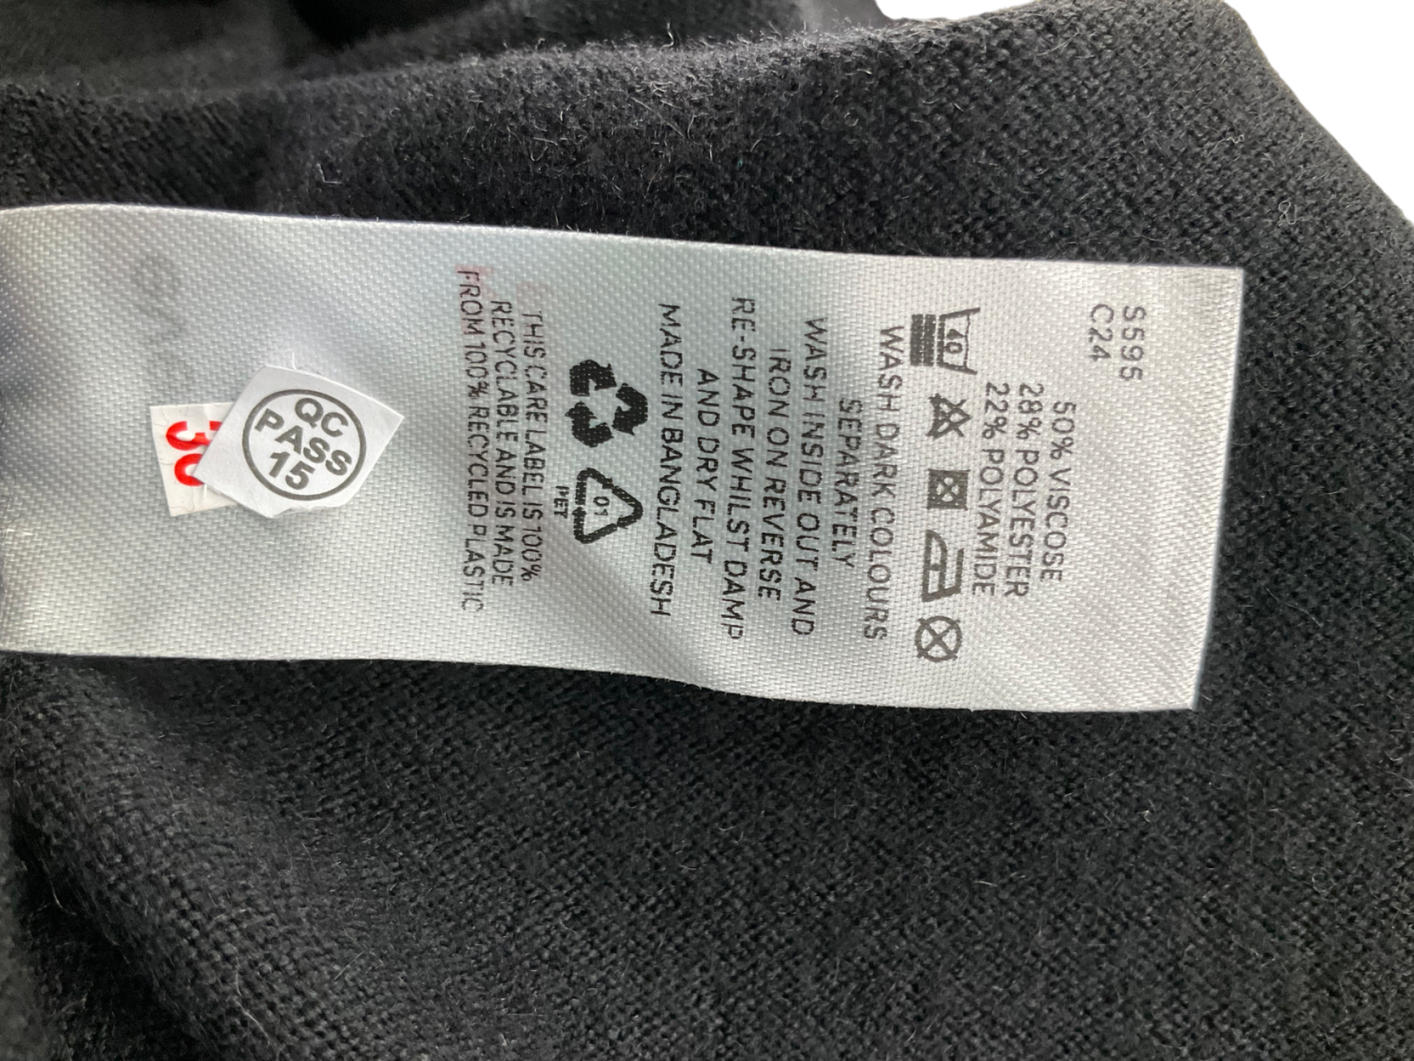 S595
C24
50% VISCOSE
28% POLYESTER
22% POLYAMIDE
40
WASH DARK COLOURS
SEPARATELY
WASH INSIDE OUT AND
IRON ON REVERSE
RE-SHAPE WHILST DAMP
AND DRY FLAT
MADE IN BANGLADESH
01
PET
THIS CARE LABEL IS 100%
RECYCLABLE AND IS MADE
FROM 100% RECYCLED PLASTIC
QC
PASS
15